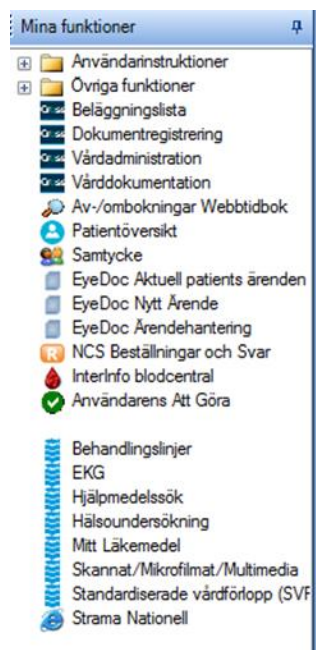 Mina funktioner
Användarinstruktioner
Övriga funktioner
Beläggningslista
Dokumentregistrering
Vårdadministration
Vårddokumentation
Av-/ombokningar Webbtidbok
Patientöversikt
Samtycke
EyeDoc Aktuell patients ärenden
EyeDoc Nytt Ärende
EyeDoc Ärendehantering
NCS Beställningar och Svar
InterInfo blodcentral
Användarens Att Göra
Behandlingslinjer
EKG
Hjälpmedelssök
Hälsoundersökning
Mitt Läkemedel
Skannat/Mikrofilmat/Multimedia
Standardiserade vårdförlopp (SVF
Strama Nationell